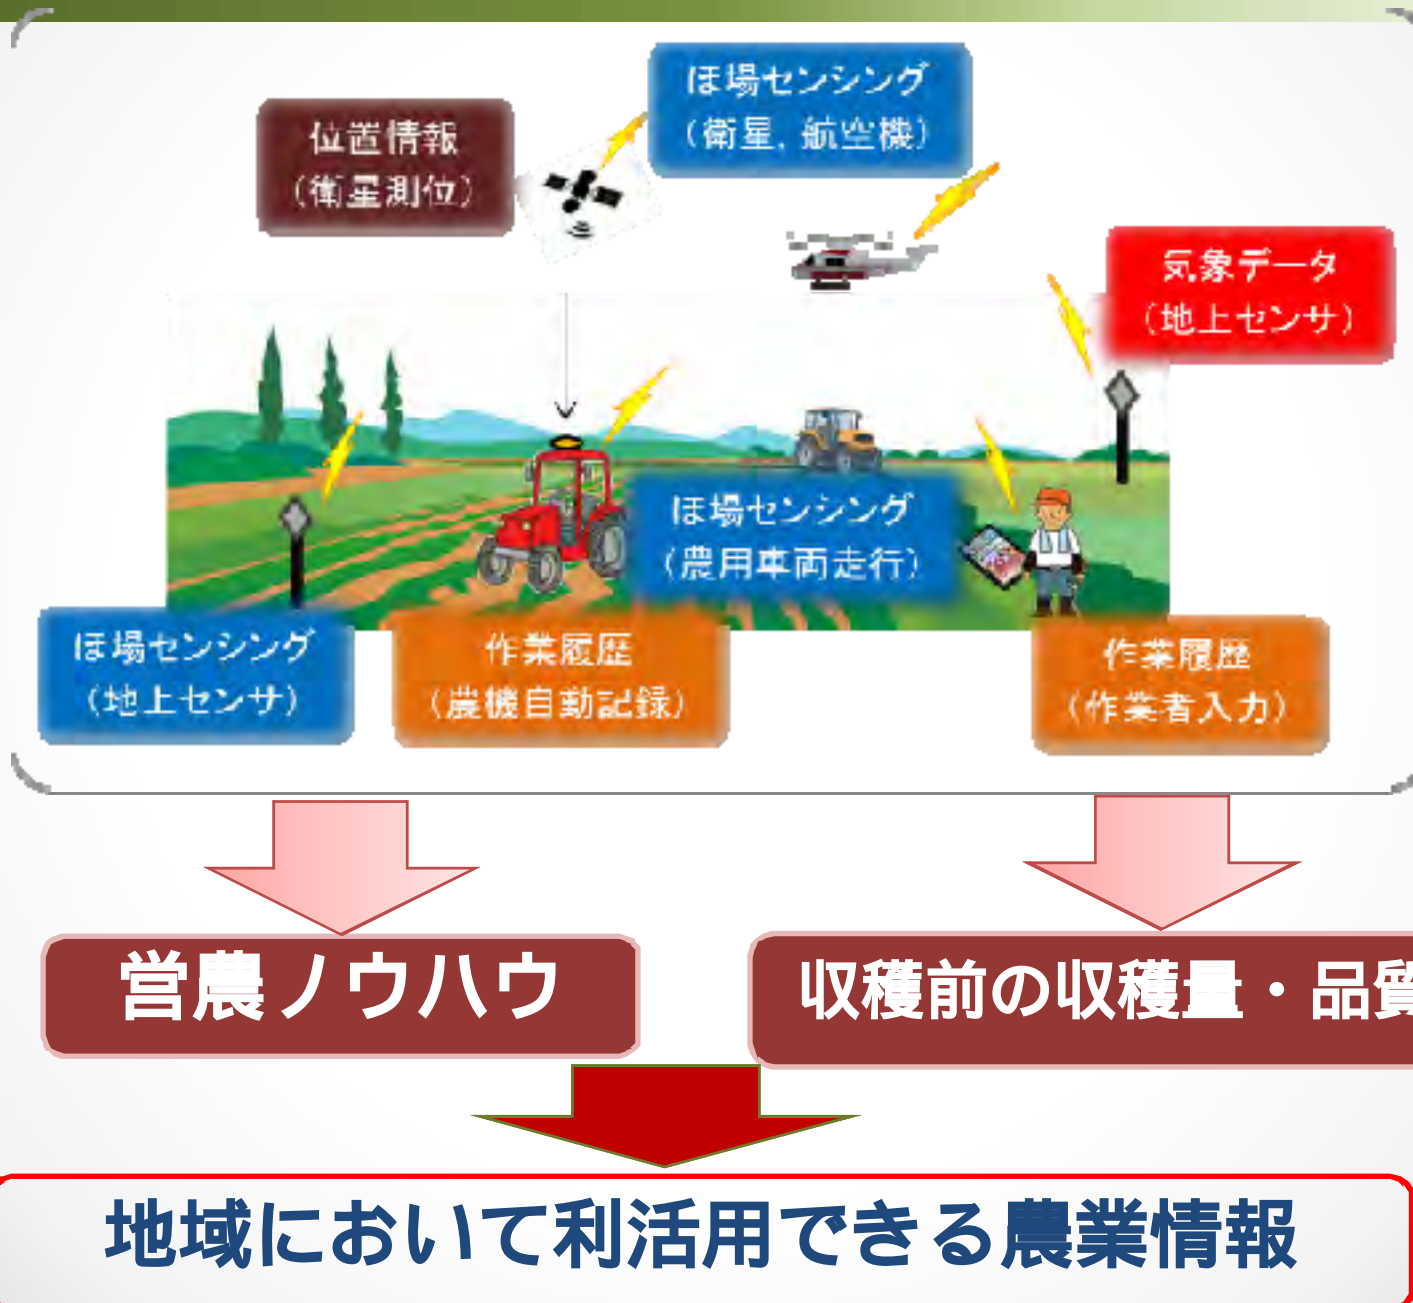 ほ場センシング
（衛星, 航空機）
位置情報
（衛星測位）
気象データ
（地上センサ）
ほ場センシング
（農用車両走行）
ほ場センシング
（地上センサ）
作業履歴
（農機自動記録）
作業履歴
（作業者入力）
営農ノウハウ
収穫前の収穫量・品質
地域において利活用できる農業情報